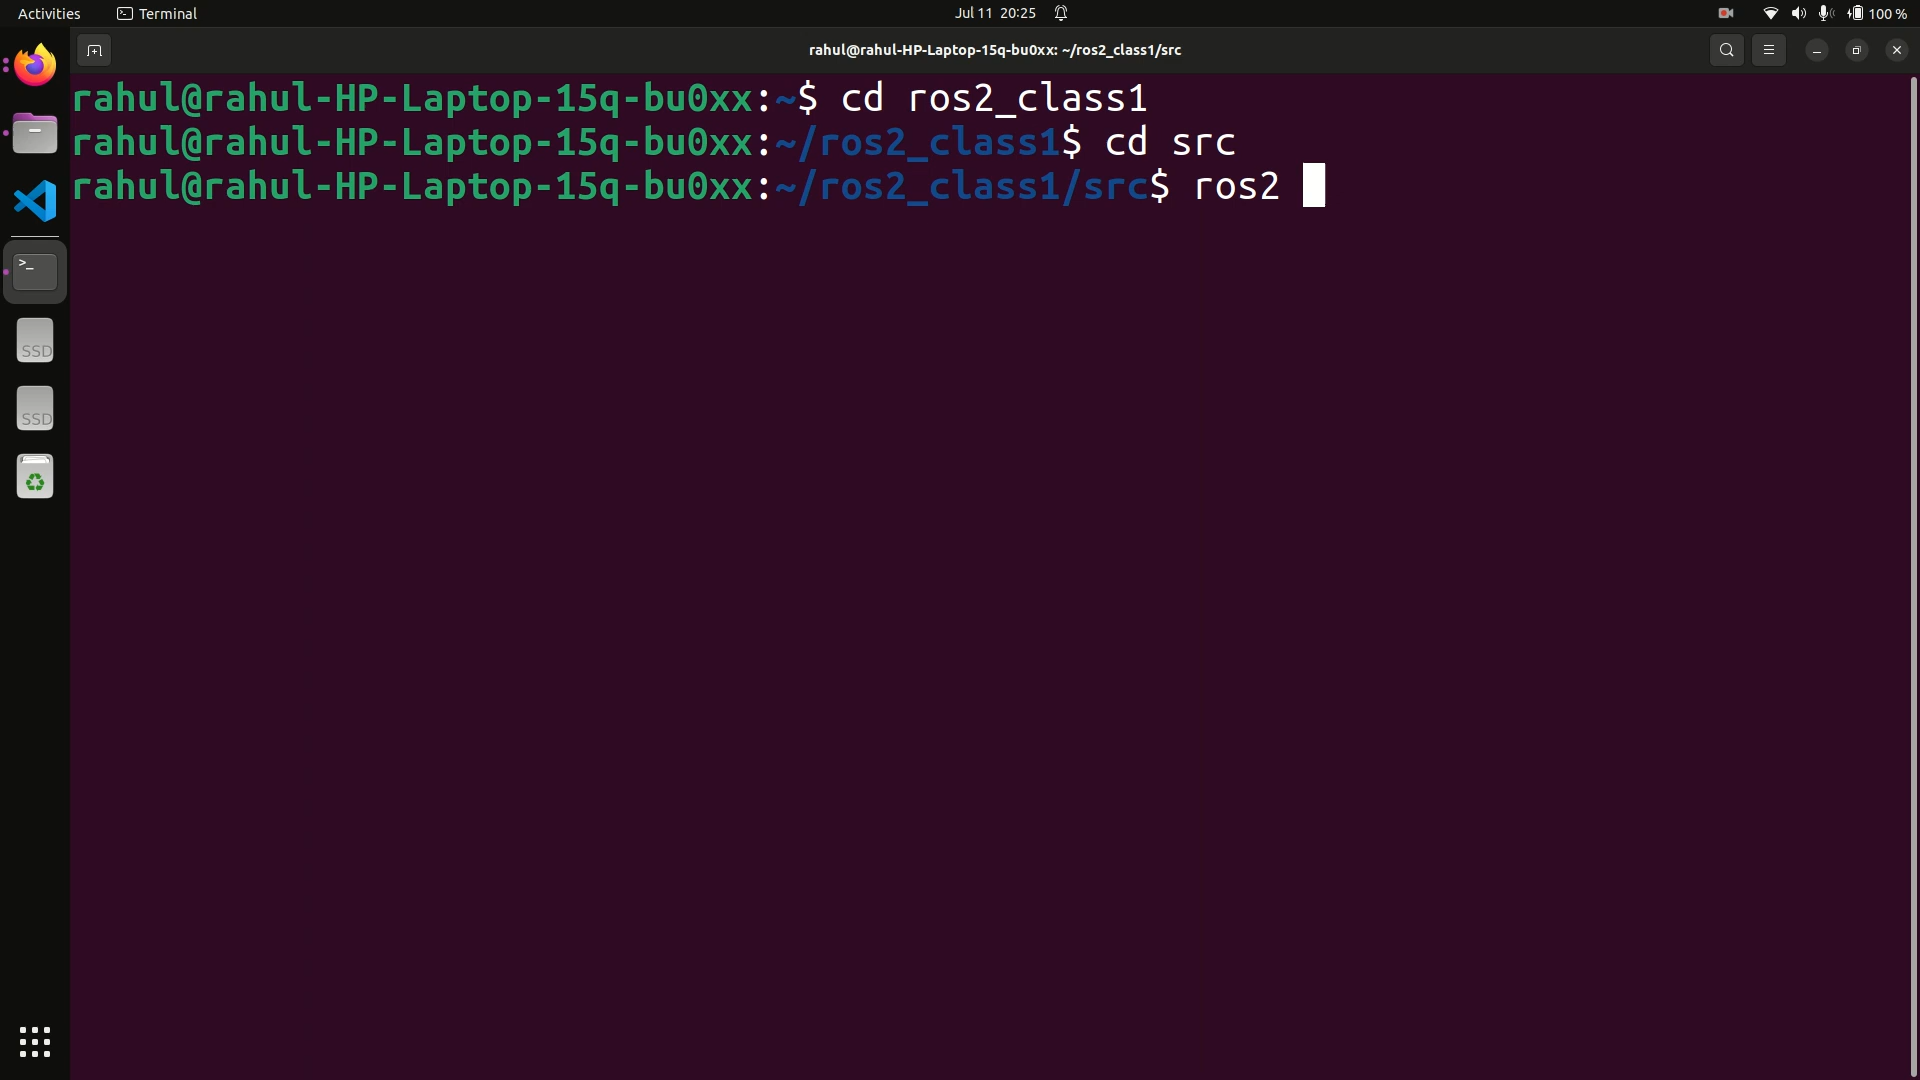 Activities
Terminal
Jul 11 20:25
100 %
rahul@rahul-HP-Laptop-15q-bu0xx: ~/ros2_class1/src
rahul@rahul-HP-Laptop-15q-bu0xx:~$ cd ros2_class1
rahul@rahul-HP-Laptop-15q-bu0xx:~/ros2_class1$ cd src
rahul@rahul-HP-Laptop-15q-bu0xx:~/ros2_class1/src$ ros2
>_
SSD
SSD